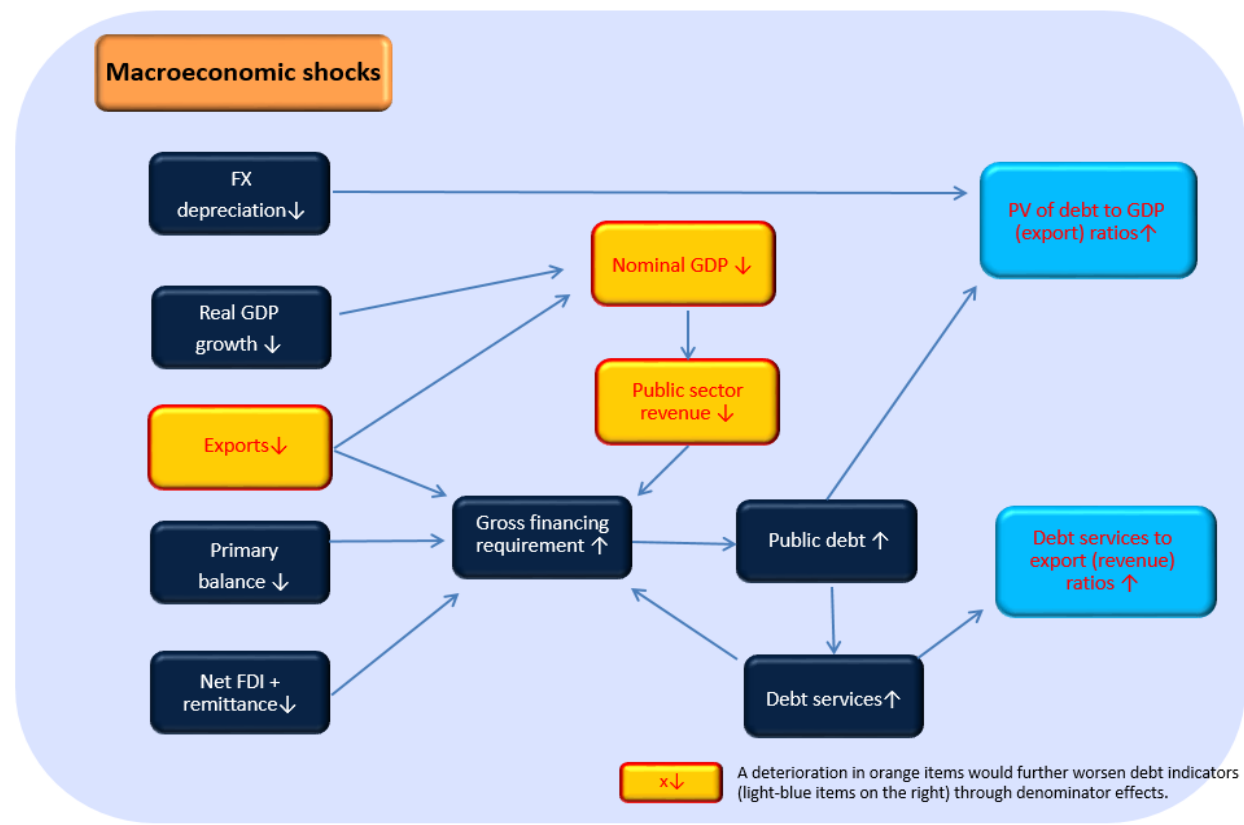 Macroeconomic shocks
FX
depreciation↓
PV of debt to GDP
(export) ratios↑
Nominal GDP ↓
Real GDP
growth ↓
Public sector
revenue ↓
Exports↓
Gross financing
requirement ↑
Public debt ↑
Debt services to
export (revenue)
ratios ↑
Primary
balance ↓
Net FDI +
remittance↓
Debt services↑
x↓
A deterioration in orange items would further worsen debt indicators
(light-blue items on the right) through denominator effects.